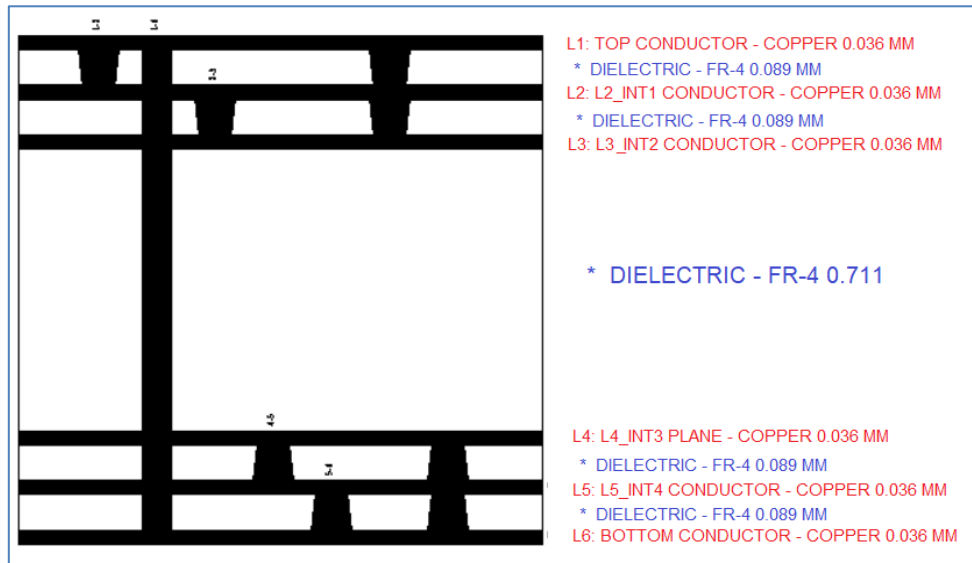 L1: TOP CONDUCTOR - COPPER 0.036 MM
* DIELECTRIC - FR-4 0.089 MM
L2: L2_INT1 CONDUCTOR - COPPER 0.036 MM
* DIELECTRIC - FR-4 0.089 MM
L3: L3_INT2 CONDUCTOR - COPPER 0.036 MM
* DIELECTRIC - FR-4 0.711
L4: L4_INT3 PLANE - COPPER 0.036 MM
* DIELECTRIC - FR-4 0.089 MM
L5: L5_INT4 CONDUCTOR - COPPER 0.036 MM
* DIELECTRIC - FR-4 0.089 MM
L6: BOTTOM CONDUCTOR - COPPER 0.036 MM